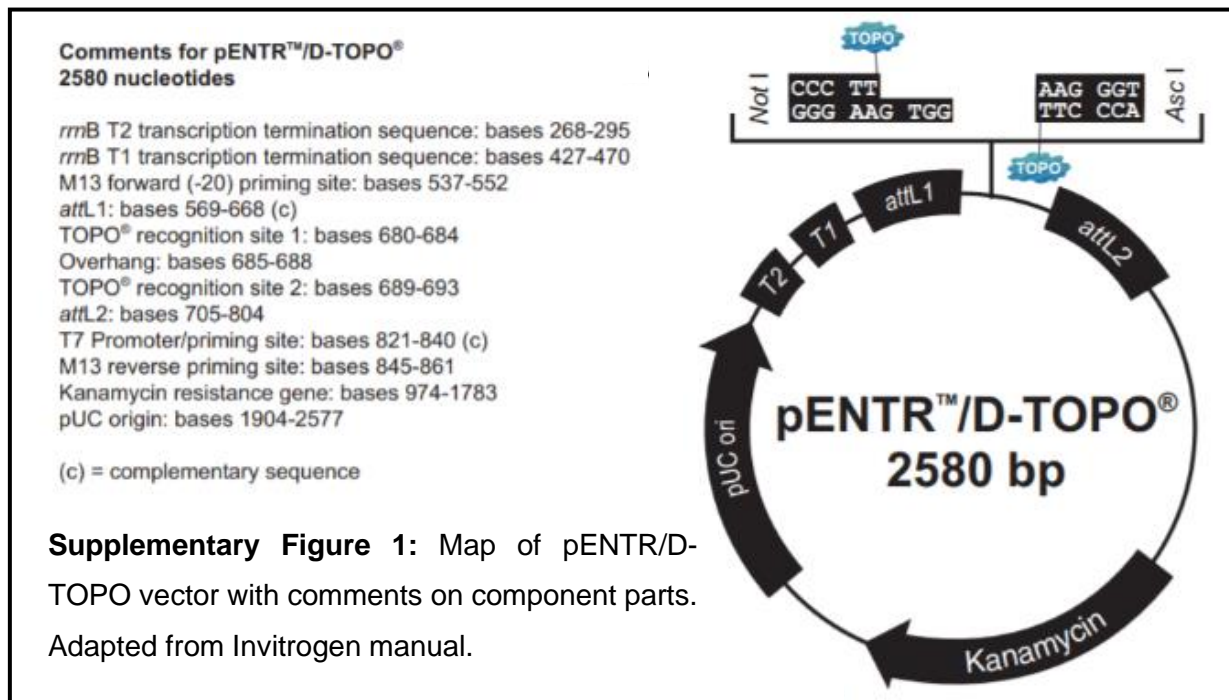 Comments for pENTR™/D-TOPO®
2580 nucleotides
rrnB T2 transcription termination sequence: bases 268-295
rrnB T1 transcription termination sequence: bases 427-470
M13 forward (-20) priming site: bases 537-552
attL1: bases 569-668 (c)
TOPO® recognition site 1: bases 680-684
Overhang: bases 685-688
TOPO® recognition site 2: bases 689-693
attL2: bases 705-804
T7 Promoter/priming site: bases 821-840 (c)
M13 reverse priming site: bases 845-861
Kanamycin resistance gene: bases 974-1783
pUC origin: bases 1904-2577
(c) = complementary sequence
Supplementary Figure 1: Map of pENTR/D-
TOPO vector with comments on component parts.
Adapted from Invitrogen manual.
TOPO
Not I
CCC TT
GGG AAG TGG
AAG GGT
TTC CCA
Asc I
TOPO
T2
T1
attL1
attL2
pUC ori
pENTR™/D-TOPO®
2580 bp
Kanamycin